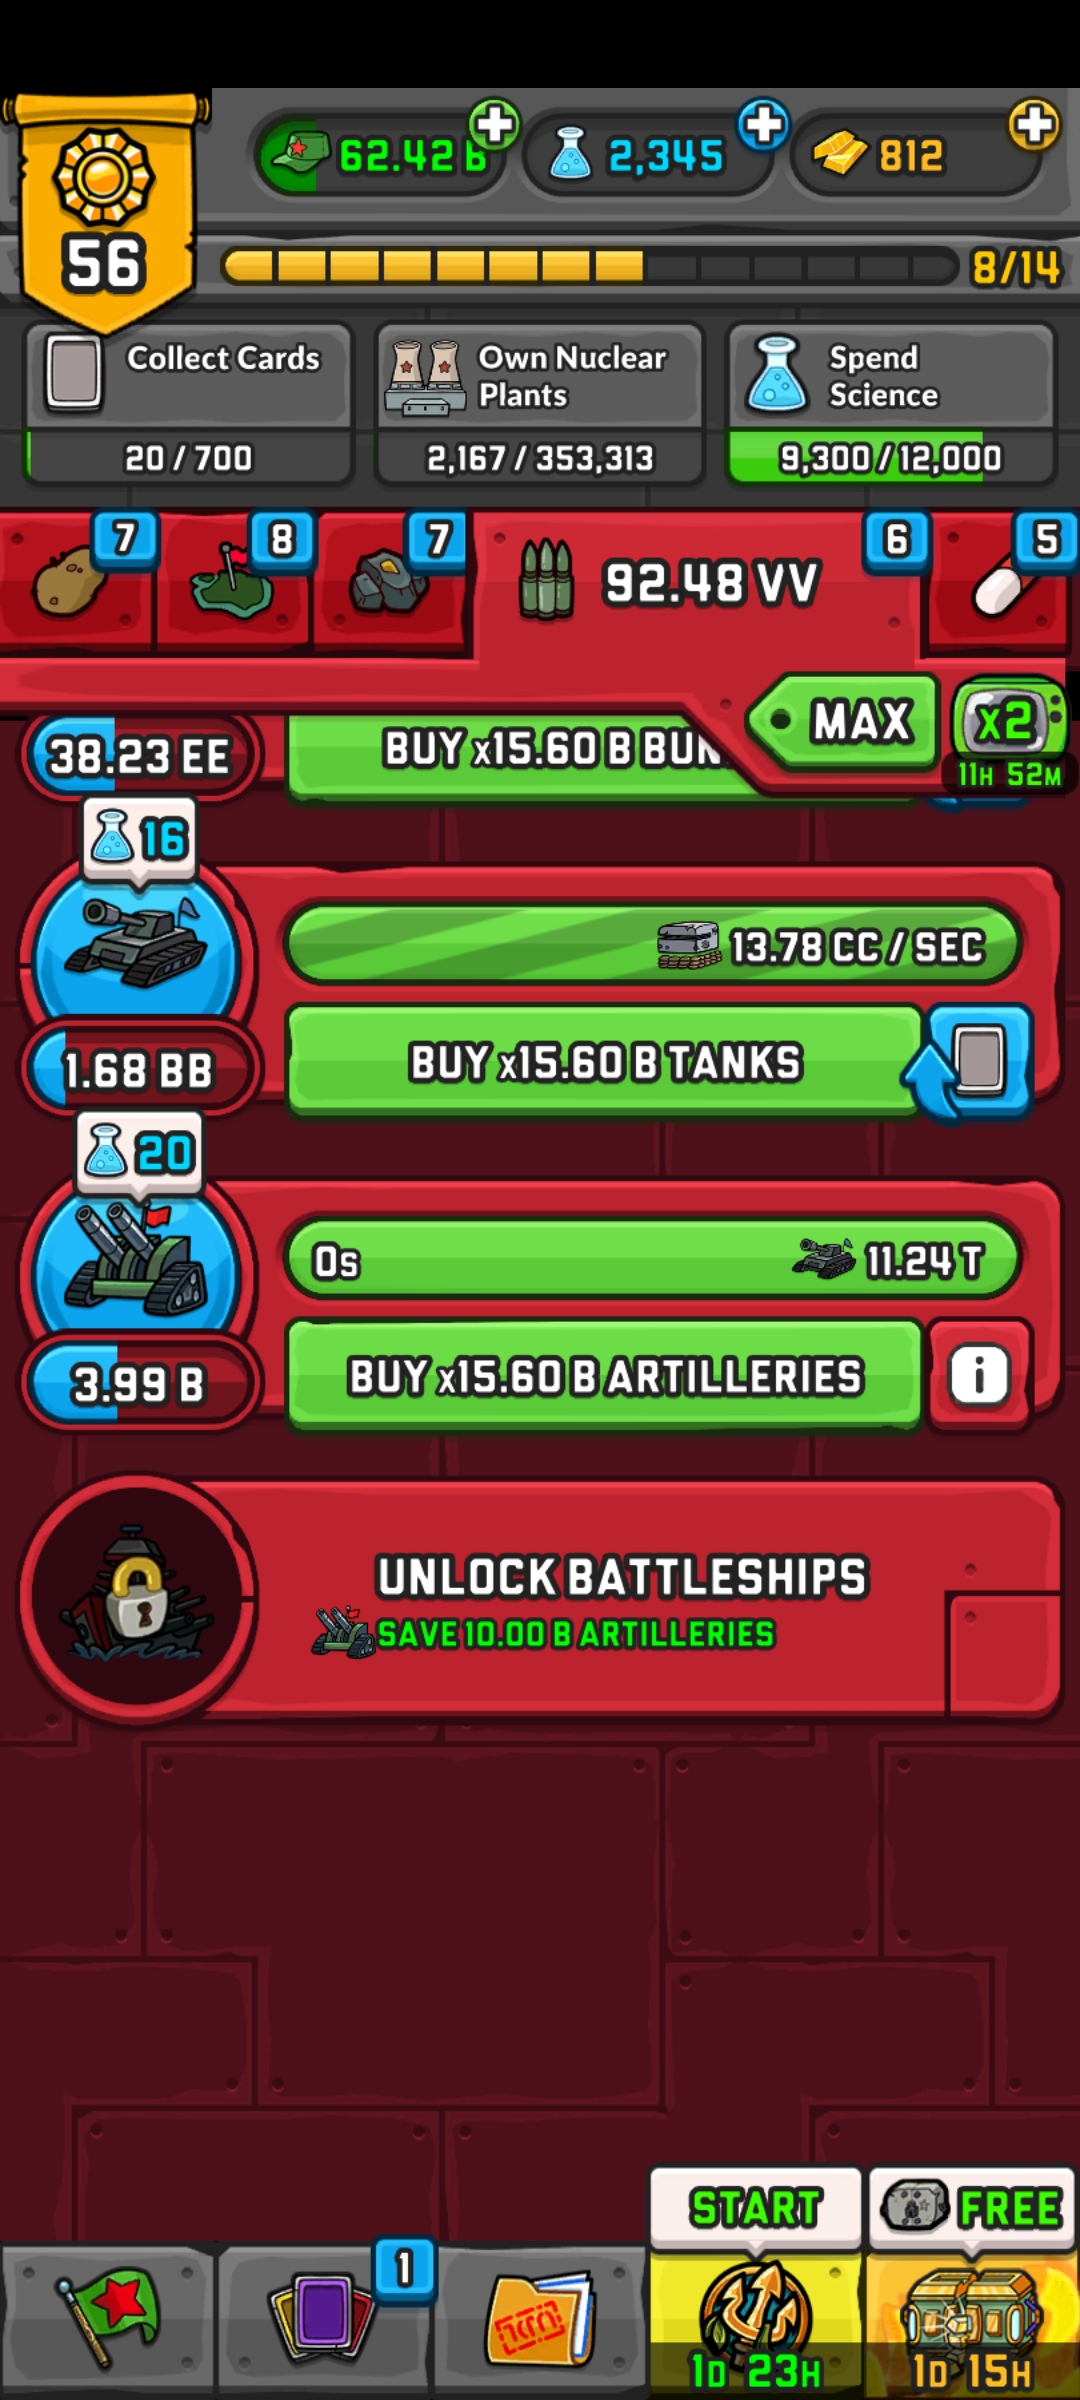 62.42 B
2,345
812
56
8/14
Collect Cards
20 / 700
Own Nuclear
Plants
2,167 / 353,313
Spend
Science
9,300 / 12,000
7
8
7
92.48 VV
6
5
MAX
x2
11H 52M
38.23 EE
BUY x15.60 B BUN
16
13.78 CC / SEC
1.68 BB
BUY x15.60 B TANKS
20
0s
11.24 T
3.99 B
BUY x15.60 B ARTILLERIES
i
UNLOCK BATTLESHIPS
SAVE 10.00 B ARTILLERIES
START
FREE
1
1D 23H
1D 15H